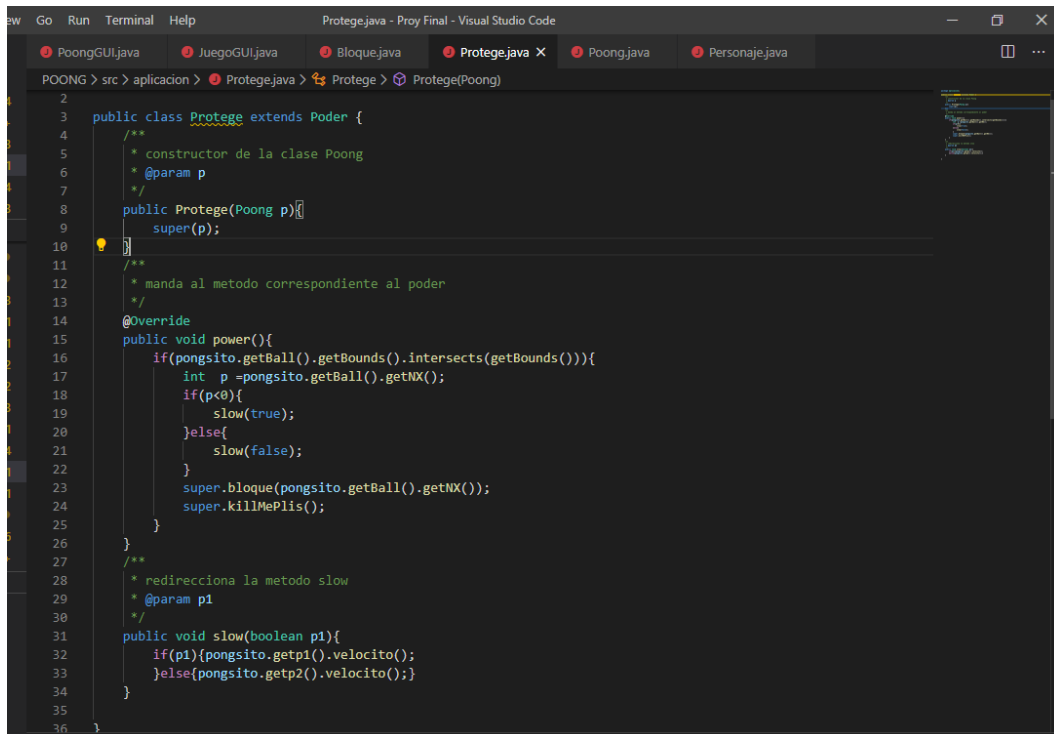 ew Go Run Terminal Help Protege.java - Proy Final - Visual Studio Code
PoongGUI.java JuegoGUI.java Bloque.java Protege.java Poong.java Personaje.java
POONG > src > aplicacion > Protege.java > Protege > Protege(Poong)
2
3 public class Protege extends Poder {
4 /**
5 * constructor de la clase Poong
6 * @param p
7 */
8 public Protege(Poong p){
9 super(p);
10 }
11 /**
12 * manda al metodo correspondiente al poder
13 */
14 @Override
15 public void power(){
16 if(pongsito.getBall().getBounds().intersects(getBounds())){
17 int  p =pongsito.getBall().getNX();
18 if(p<0){
19 slow(true);
20 }else{
21 slow(false);
22 }
23 super.bloque(pongsito.getBall().getNX());
24 super.killMePlis();
25 }
26 }
27 /**
28 * redirecciona la metodo slow
29 * @param p1
30 */
31 public void slow(boolean p1){
32 if(p1){pongsito.getp1().velocito();
33 }else{pongsito.getp2().velocito();}
34 }
35
36 }